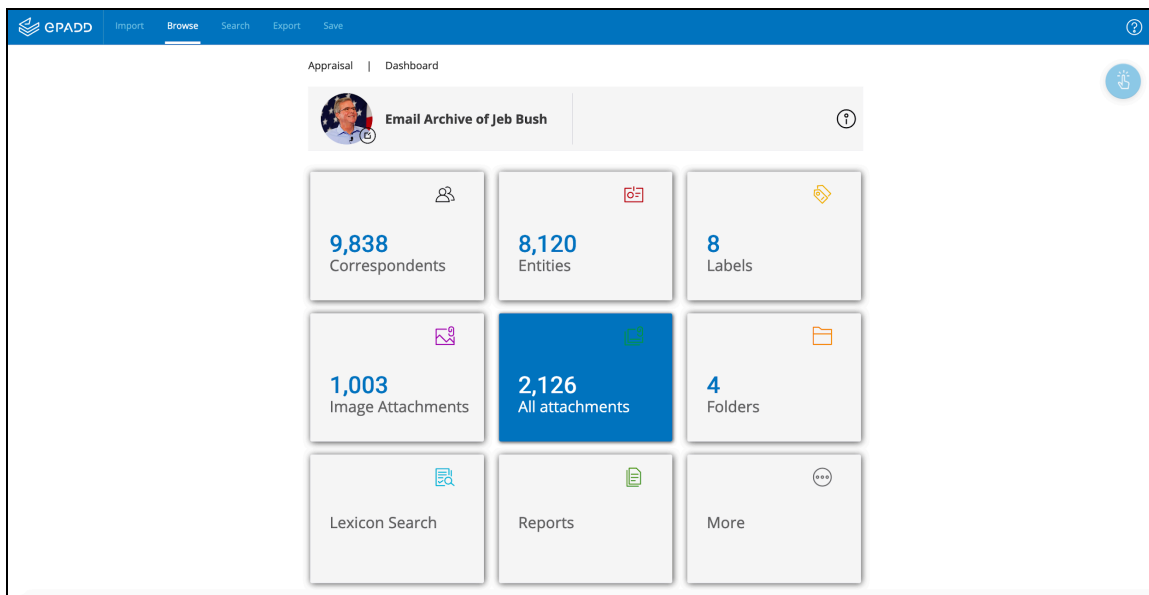 ePADD Import Browse Search Export Save
Appraisal | Dashboard
Email Archive of Jeb Bush
9,838
Correspondents
8,120
Entities
8
Labels
1,003
Image Attachments
2,126
All attachments
4
Folders
Lexicon Search
Reports
More